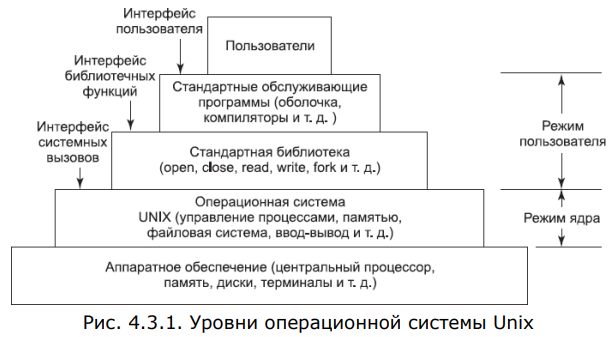 Интерфейс
пользователя
Пользователи
Интерфейс
библиотечных
функций
Стандартные обслуживающие
программы (оболочка,
компиляторы и т. д. )
Интерфейс
системных
вызовов
Стандартная библиотека
(open, close, read, write, fork и т. д.)
Режим
пользователя
Операционная система
UNIX (управление процессами, памятью,
файловая система, ввод-вывод и т. д.)
Режим ядра
Аппаратное обеспечение (центральный процессор,
память, диски, терминалы и т. д.)
Рис. 4.3.1. Уровни операционной системы Unix